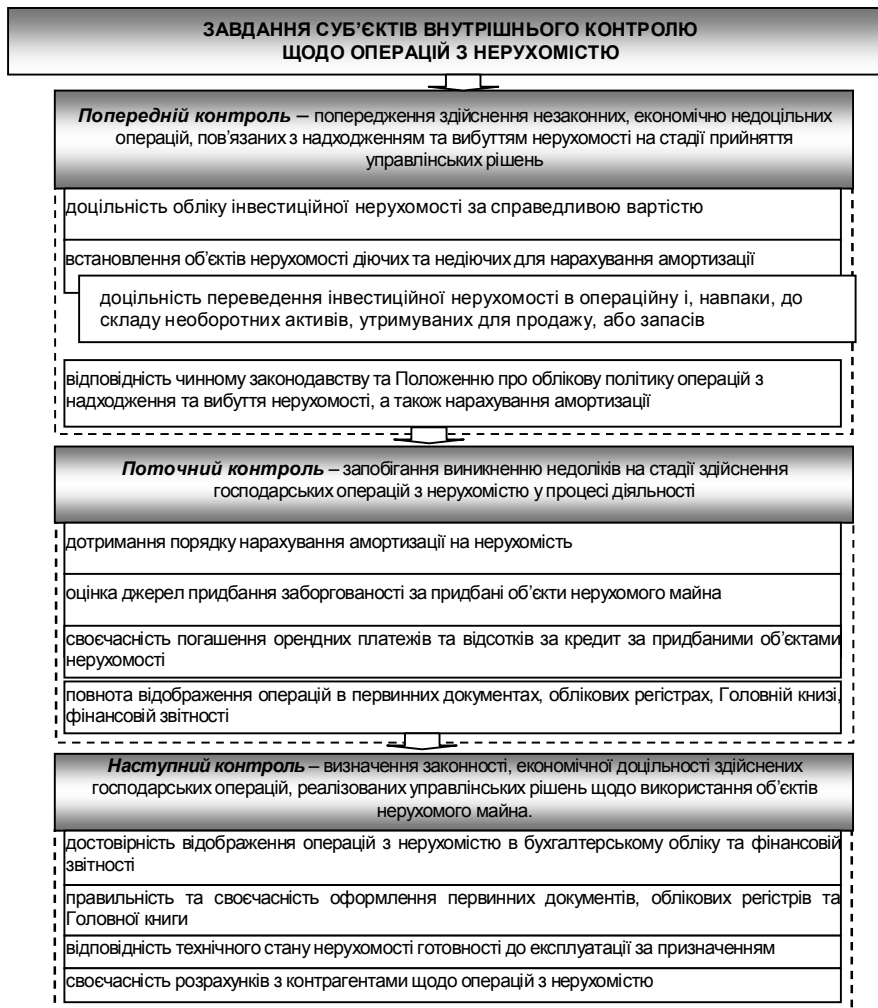 ЗАВДАННЯ СУБ’ЄКТІВ ВНУТРІШНЬОГО КОНТРОЛЮ
ЩОДО ОПЕРАЦІЙ З НЕРУХОМІСТЮ
Попередній контроль – попередження здійснення незаконних, економічно недоцільних
операцій, пов’язаних з надходженням та вибуттям нерухомості на стадії прийняття
управлінських рішень
доцільність обліку інвестиційної нерухомості за справедливою вартістю
встановлення об’єктів нерухомості діючих та недіючих для нарахування амортизації
доцільність переведення інвестиційної нерухомості в операційну і, навпаки, до
складу необоротних активів, утримуваних для продажу, або запасів
відповідність чинному законодавству та Положенню про облікову політику операцій з
надходження та вибуття нерухомості, а також нарахування амортизації
Поточний контроль – запобігання виникненню недоліків на стадії здійснення
господарських операцій з нерухомістю у процесі діяльності
дотримання порядку нарахування амортизації на нерухомість
оцінка джерел придбання заборгованості за придбані об’єкти нерухомого майна
своєчасність погашення орендних платежів та відсотків за кредит за придбаними об’єктами
нерухомості
повнота відображення операцій в первинних документах, облікових регістрах, Головній книзі,
фінансовій звітності
Наступний контроль – визначення законності, економічної доцільності здійснених
господарських операцій, реалізованих управлінських рішень щодо використання об’єктів
нерухомого майна.
достовірність відображення операцій з нерухомістю в бухгалтерському обліку та фінансовій
звітності
правильність та своєчасність оформлення первинних документів, облікових регістрів та
Головної книги
відповідність технічного стану нерухомості готовності до експлуатації за призначенням
своєчасність розрахунків з контрагентами щодо операцій з нерухомістю